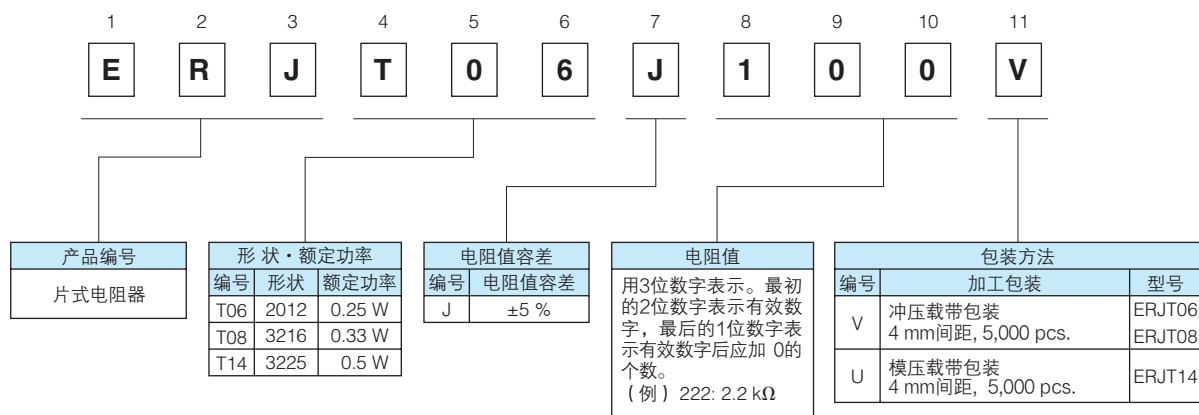 1 2 3 4 5 6 7 8 9 10 11
E R J T 0 6 J 1 0 0 V
产品编号
片式电阻器
形 状・额定功率
编号 形状 额定功率
T06 2012 0.25 W
T08 3216 0.33 W
T14 3225 0.5 W
电阻值容差
编号 电阻值容差
J ±5 %
电阻值
用3位数字表示。最初
的2位数字表示有效数
字，最后的1位数字表
示有效数字后应加 0的
个数。
（例）222: 2.2 kΩ
包装方法
编号 加工包装 型号
V 冲压载带包装 ERJT06
4 mm间距, 5,000 pcs. ERJT08
U 模压载带包装 ERJT14
4 mm间距, 5,000 pcs.